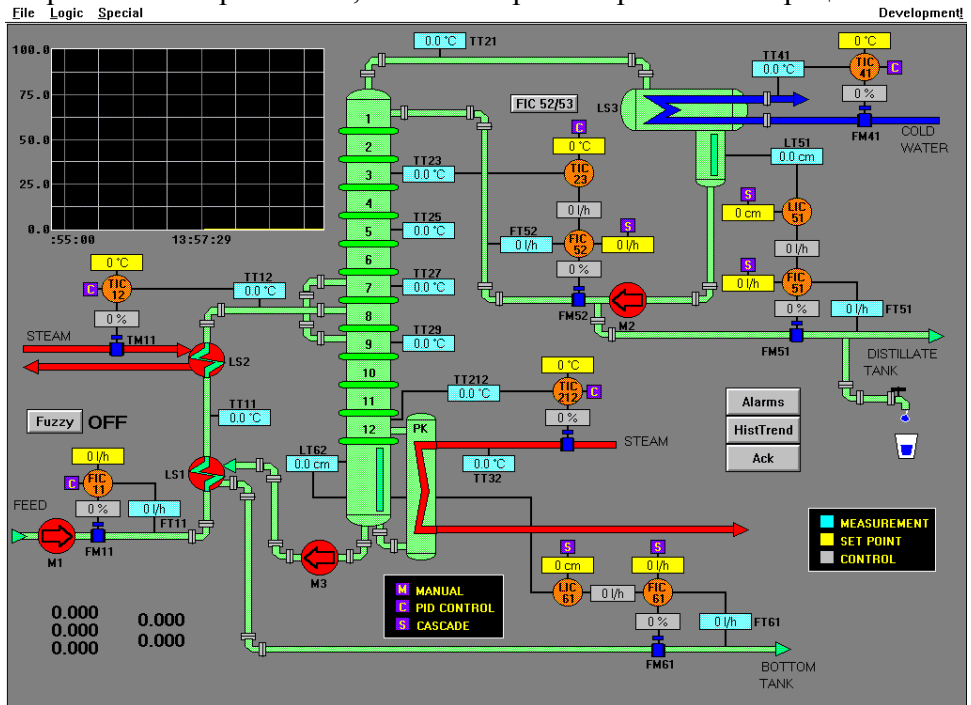 File Logic Special Development!
0.0 °C TT21
100.0
75.0
50.0
25.0
0.0
:55:00 13:57:29
0 °C
TIC 41
C
0 %
TT41
0.0 °C
LS3
FM41
COLD WATER
FIC 52/53
C
0 °C
TIC 23
0 l/h
S
FIC 52
0 l/h
0 %
FT52
0 l/h
FM52
M2
LT51
0.0 cm
S
0 cm
LIC 51
0 l/h
S
0 l/h
FIC 51
0 %
FT51
0 l/h
FM51
DISTILLATE TANK
1
2
3
4
5
6
7
8
9
10
11
12
TT23
0.0 °C
TT25
0.0 °C
TT27
0.0 °C
TT29
0.0 °C
0 °C
TIC 12
C
0 %
TT12
0.0 °C
STEAM
TM11
LS2
TT11
0.0 °C
Fuzzy OFF
0 l/h
FIC 11
C
0 %
FT11
0 l/h
FEED
M1
FM11
LS1
LT62
0.0 cm
M3
TT212
0.0 °C
0 °C
TIC 212
C
0 %
PK
STEAM
0.0 °C
TT32
Alarms
HistTrend
Ack
MEASUREMENT
SET POINT
CONTROL
M MANUAL
C PID CONTROL
S CASCADE
S
0 cm
LIC 61
0 l/h
S
0 l/h
FIC 61
0 %
0 l/h FT61
FM61
BOTTOM TANK
0.000
0.000
0.000
0.000
0.000